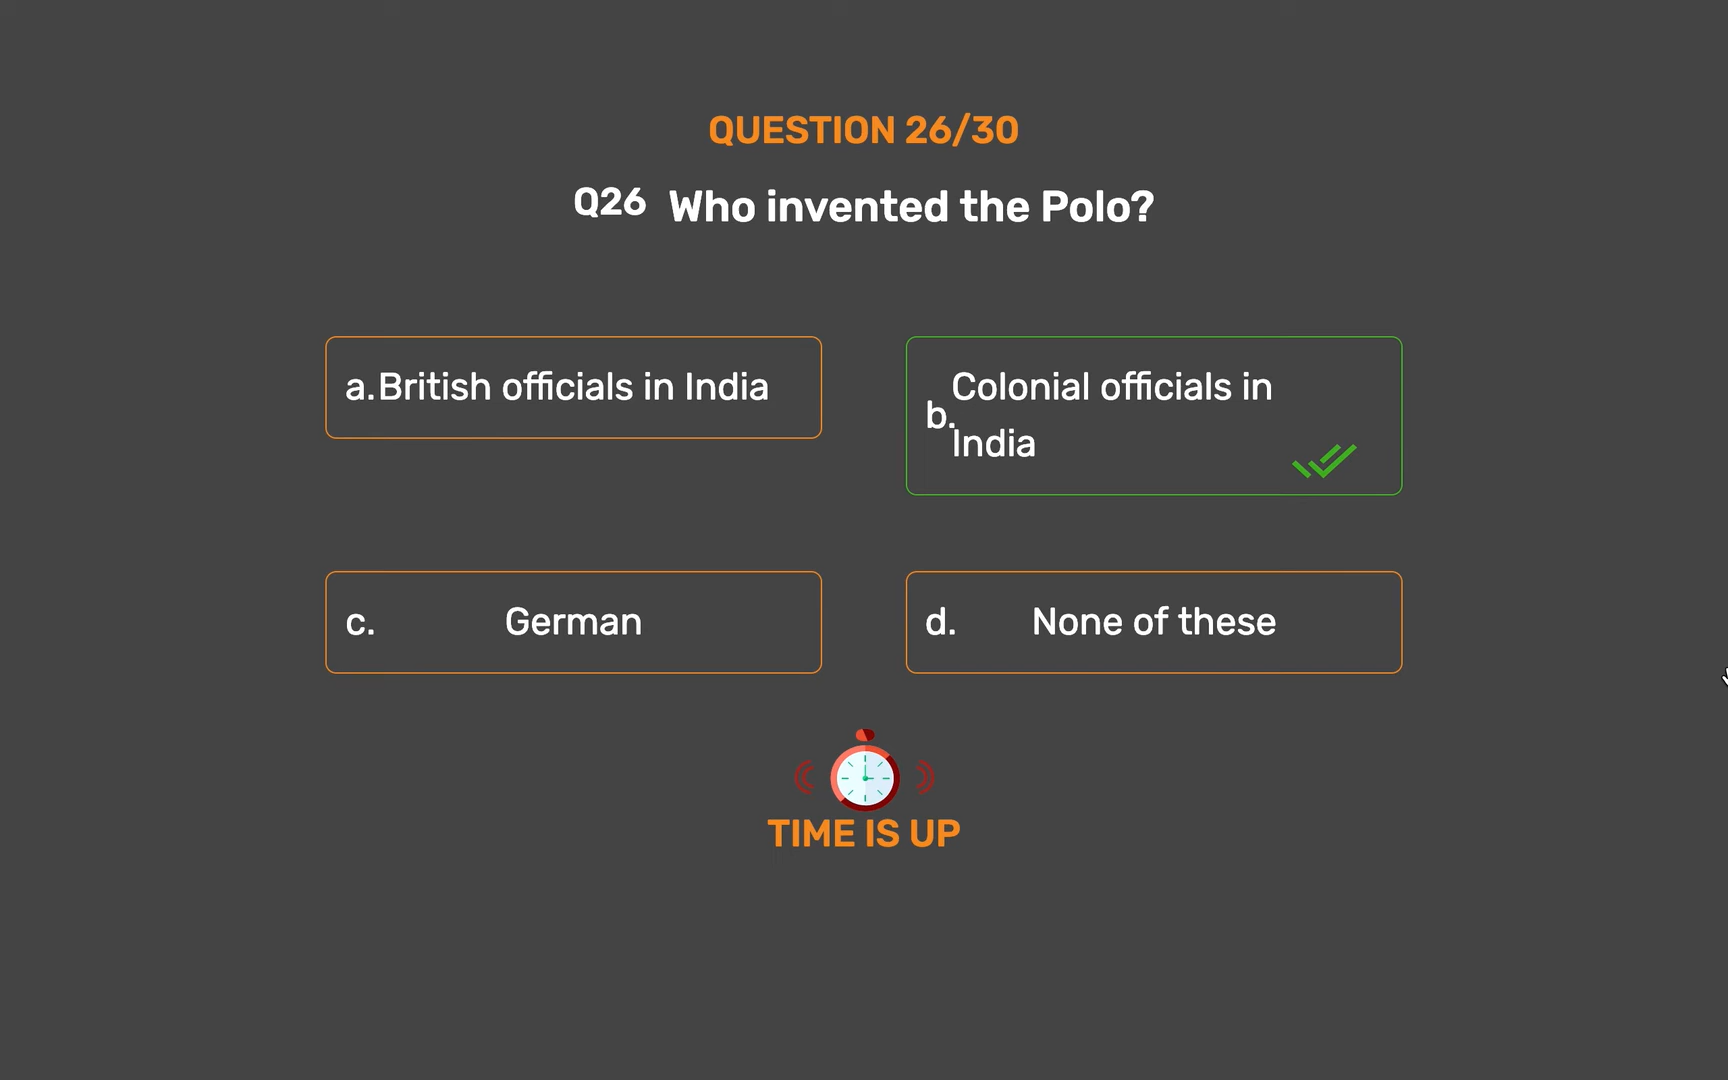 QUESTION 26/30
Q26 Who invented the Polo?
a. British officials in India
b. Colonial officials in
India
c. German
d. None of these
TIME IS UP